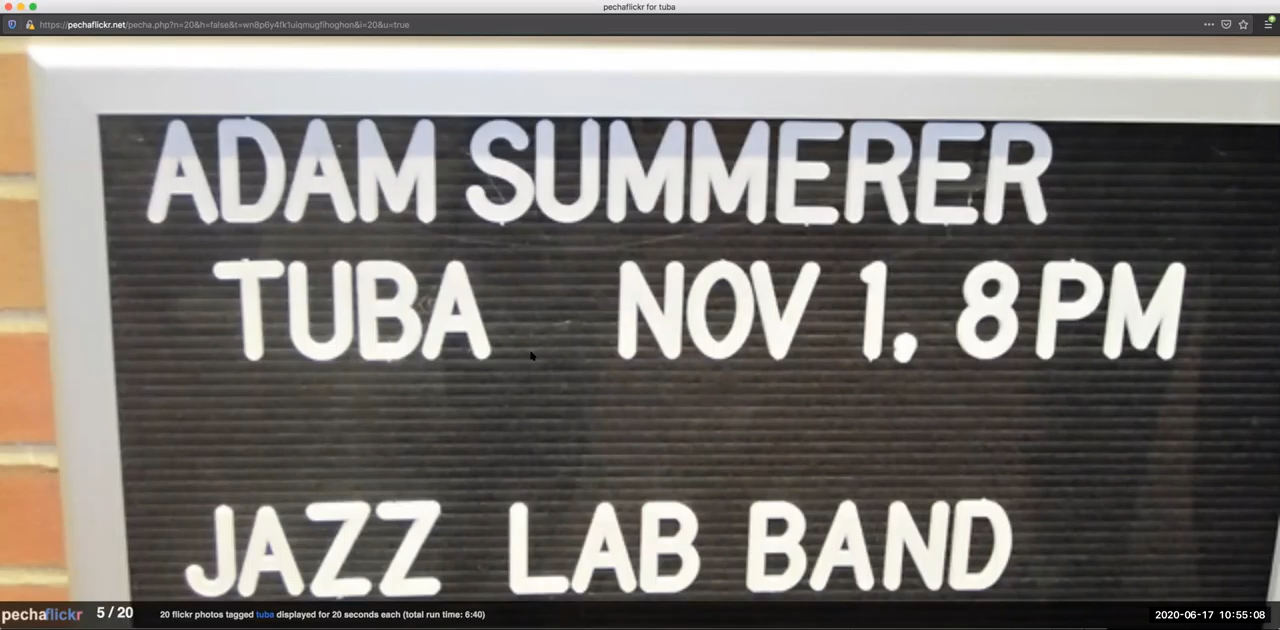 pechaflickr for tuba
https://pechaflickr.net/pecha.php?n=20&h=false&t=wn8p6y4fk1uiqmugfihoghon&i=20&u=true
ADAM SUMMERER
TUBA NOV 1, 8PM
JAZZ LAB BAND
pechaflickr 5 / 20 20 flickr photos tagged tuba displayed for 20 seconds each (total run time: 6:40) 2020-06-17 10:55:08